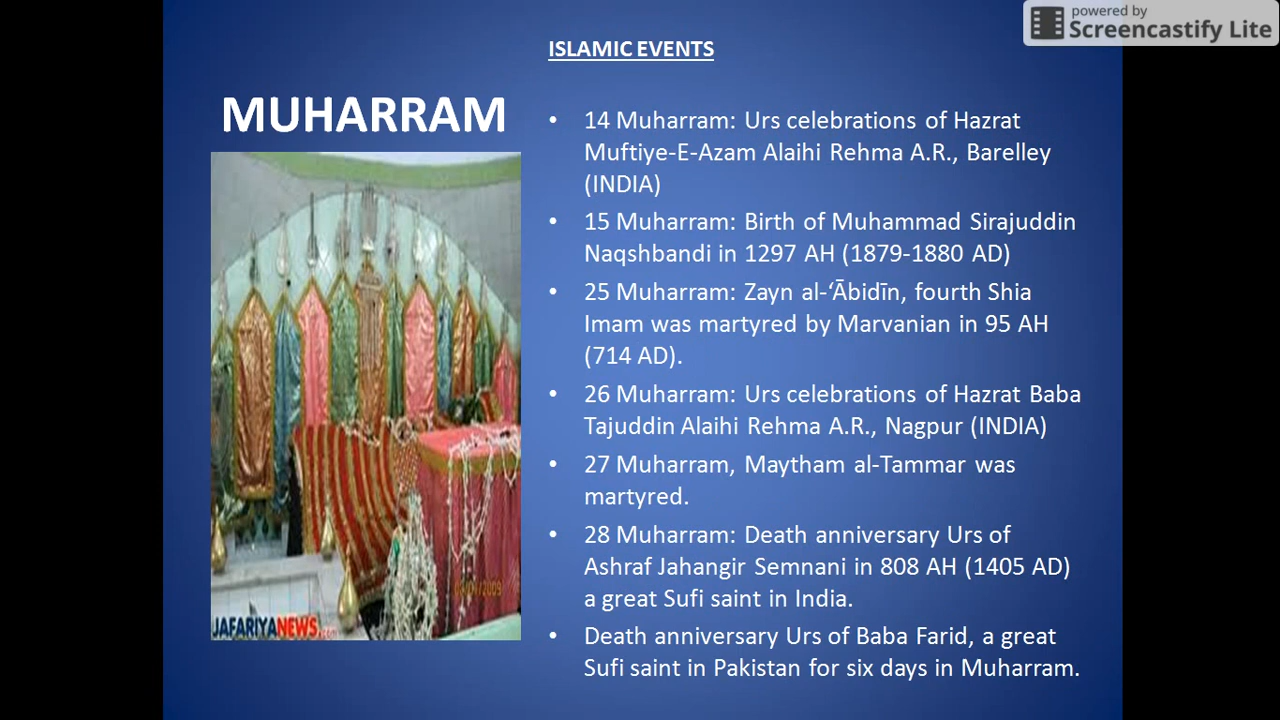 powered by
Screencastify Lite
ISLAMIC EVENTS
MUHARRAM
• 14 Muharram: Urs celebrations of Hazrat
Muftiye-E-Azam Alaihi Rehma A.R., Barelley
(INDIA)
• 15 Muharram: Birth of Muhammad Sirajuddin
Naqshbandi in 1297 AH (1879-1880 AD)
• 25 Muharram: Zayn al-‘Ābidīn, fourth Shia
Imam was martyred by Marvanian in 95 AH
(714 AD).
• 26 Muharram: Urs celebrations of Hazrat Baba
Tajuddin Alaihi Rehma A.R., Nagpur (INDIA)
• 27 Muharram, Maytham al-Tammar was
martyred.
• 28 Muharram: Death anniversary Urs of
Ashraf Jahangir Semnani in 808 AH (1405 AD)
a great Sufi saint in India.
• Death anniversary Urs of Baba Farid, a great
Sufi saint in Pakistan for six days in Muharram.
JAFARIYANEWS